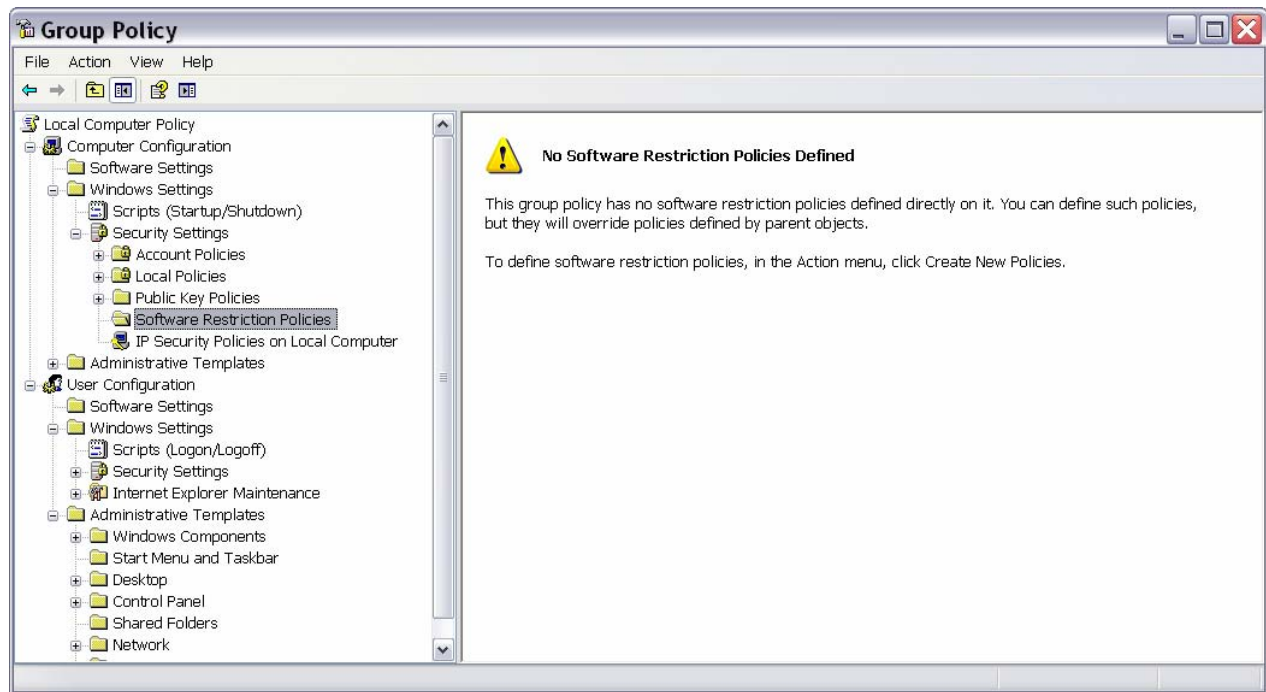 Group Policy
File Action View Help
Local Computer Policy
Computer Configuration
Software Settings
Windows Settings
Scripts (Startup/Shutdown)
Security Settings
Account Policies
Local Policies
Public Key Policies
Software Restriction Policies
IP Security Policies on Local Computer
Administrative Templates
User Configuration
Software Settings
Windows Settings
Scripts (Logon/Logoff)
Security Settings
Internet Explorer Maintenance
Administrative Templates
Windows Components
Start Menu and Taskbar
Desktop
Control Panel
Shared Folders
Network
No Software Restriction Policies Defined
This group policy has no software restriction policies defined directly on it. You can define such policies,
but they will override policies defined by parent objects.
To define software restriction policies, in the Action menu, click Create New Policies.